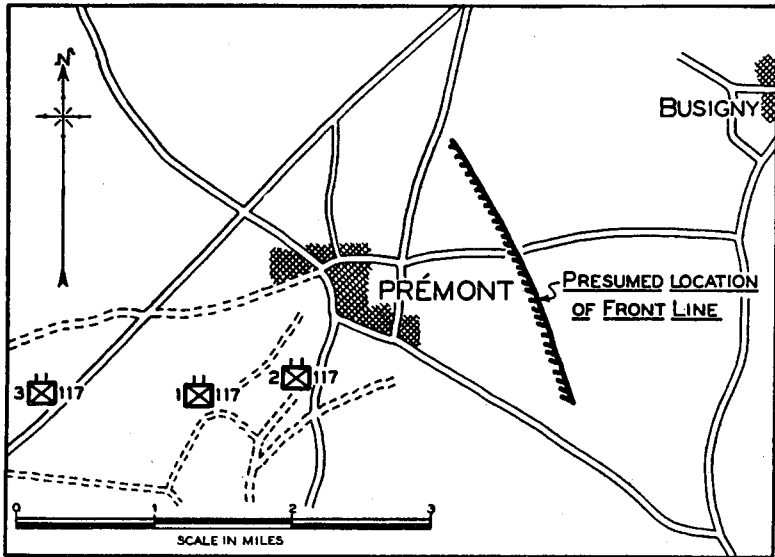 N
BUSIGNY
PRÉMONT
PRESUMED LOCATION
OF FRONT LINE
2 117
3 117
1 117
0 1 2 3
SCALE IN MILES